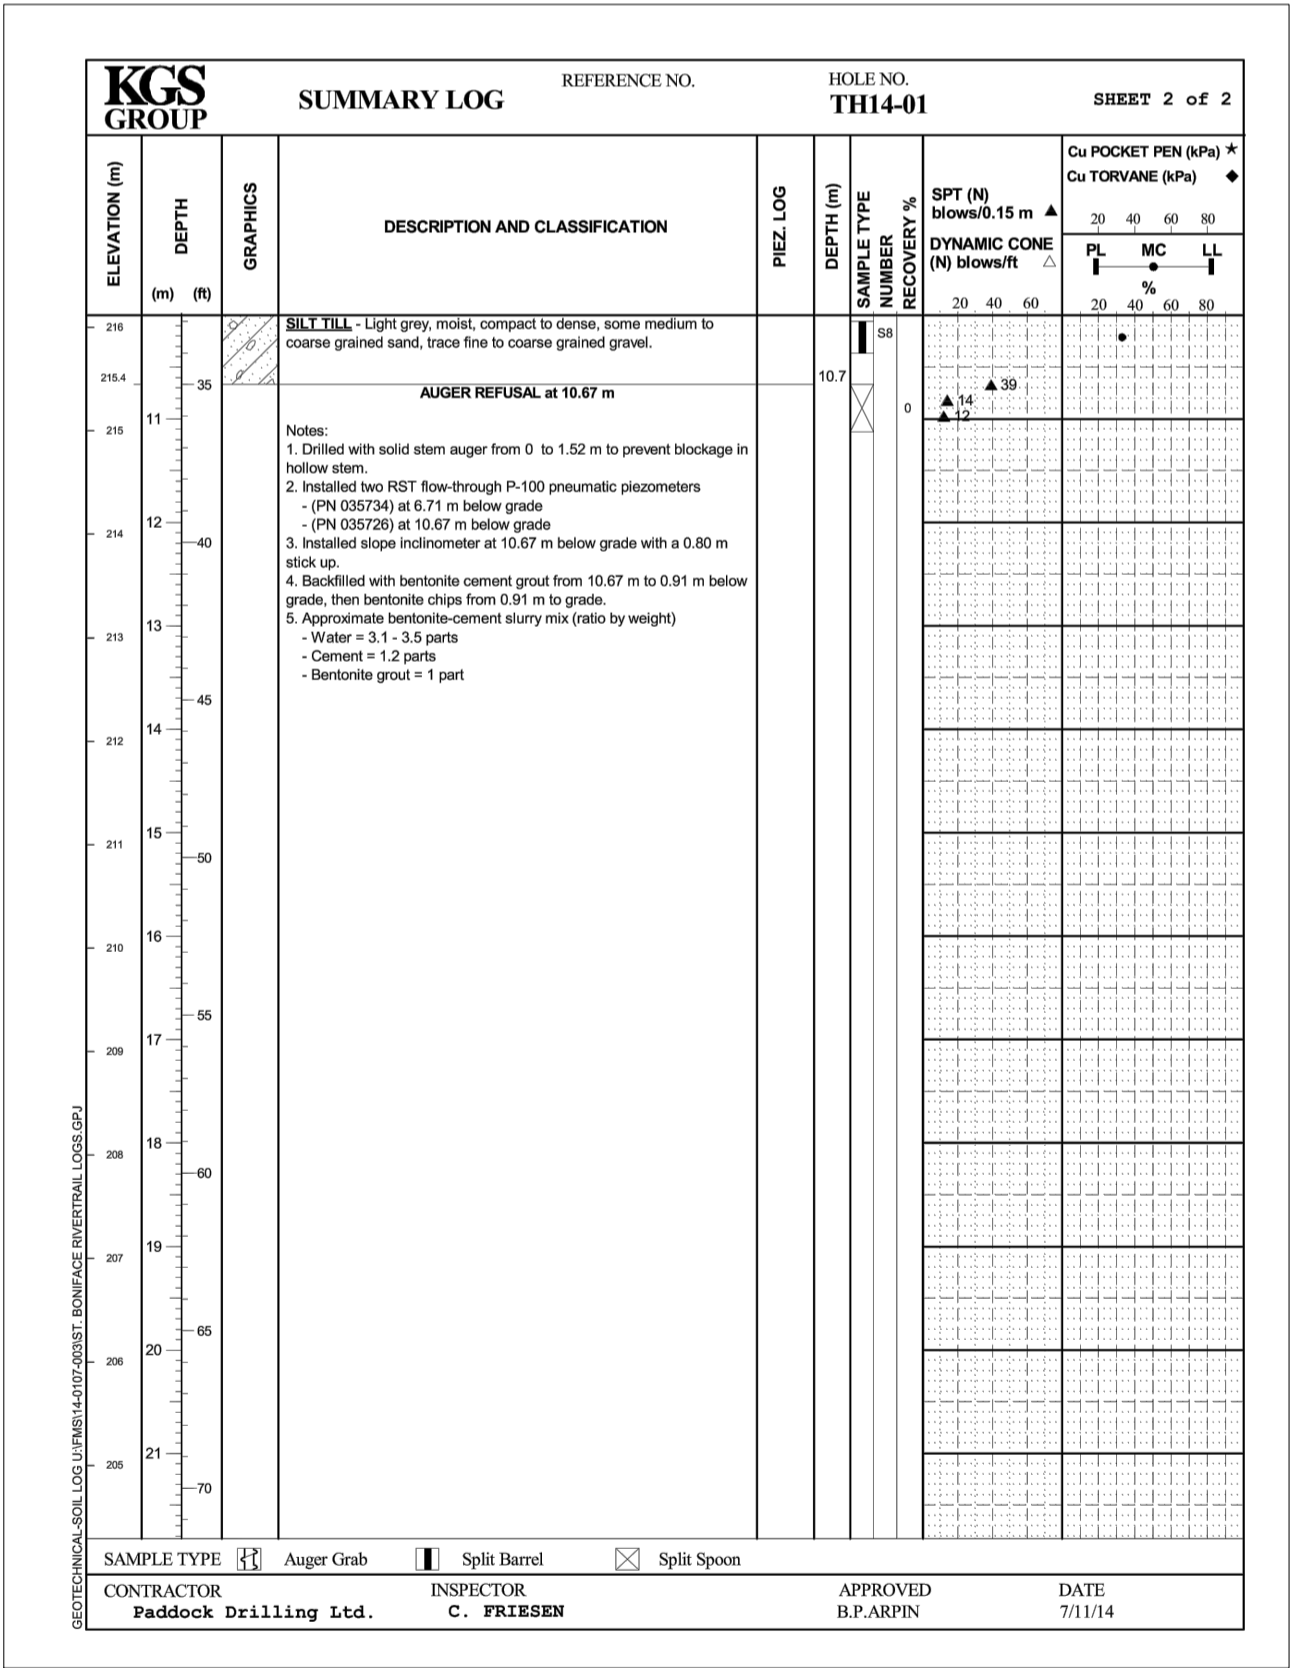 KGS
GROUP
SUMMARY LOG
REFERENCE NO.
HOLE NO.
TH14-01
SHEET 2 of 2
ELEVATION (m)
DEPTH
(m) (ft)
GRAPHICS
DESCRIPTION AND CLASSIFICATION
PIEZ. LOG
DEPTH (m)
SAMPLE TYPE
NUMBER
RECOVERY %
SPT (N)
blows/0.15 m ▲
DYNAMIC CONE
(N) blows/ft △
20 40 60
Cu POCKET PEN (kPa) ★
Cu TORVANE (kPa) ◆
20 40 60 80
PL MC LL
%
20 40 60 80
216
SILT TILL - Light grey, moist, compact to dense, some medium to
coarse grained sand, trace fine to coarse grained gravel.
S8
215.4
35
10.7
AUGER REFUSAL at 10.67 m
39
14
12
0
11
215
Notes:
1. Drilled with solid stem auger from 0 to 1.52 m to prevent blockage in
hollow stem.
2. Installed two RST flow-through P-100 pneumatic piezometers
- (PN 035734) at 6.71 m below grade
- (PN 035726) at 10.67 m below grade
3. Installed slope inclinometer at 10.67 m below grade with a 0.80 m
stick up.
4. Backfilled with bentonite cement grout from 10.67 m to 0.91 m below
grade, then bentonite chips from 0.91 m to grade.
5. Approximate bentonite-cement slurry mix (ratio by weight)
- Water = 3.1 - 3.5 parts
- Cement = 1.2 parts
- Bentonite grout = 1 part
12
214
40
13
213
45
14
212
15
211
50
16
210
55
17
209
18
208
60
19
207
65
20
206
21
205
70
GEOTECHNICAL-SOIL LOG U:\FMS\14-0107-003\ST. BONIFACE RIVERTRAIL LOGS.GPJ
SAMPLE TYPE Auger Grab Split Barrel Split Spoon
CONTRACTOR
Paddock Drilling Ltd.
INSPECTOR
C. FRIESEN
APPROVED
B.P.ARPIN
DATE
7/11/14